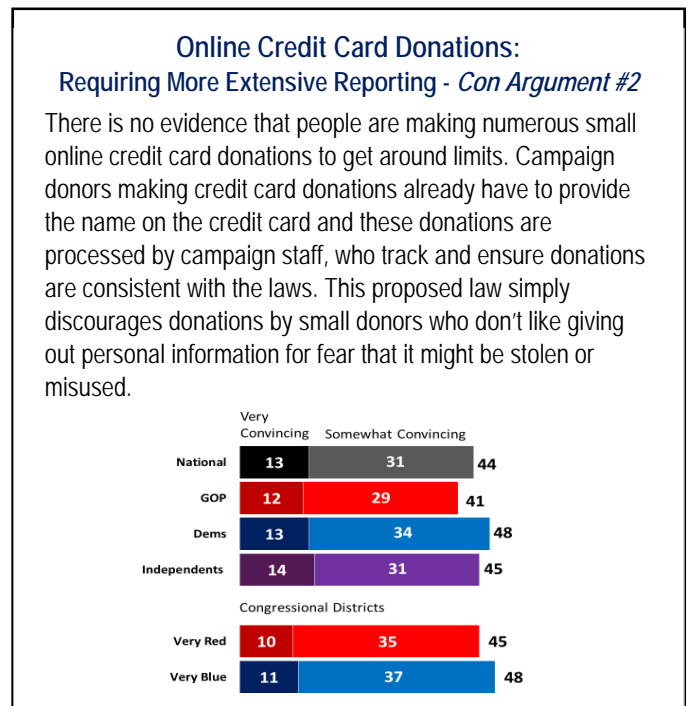 Online Credit Card Donations:
Requiring More Extensive Reporting - Con Argument #2
There is no evidence that people are making numerous small
online credit card donations to get around limits. Campaign
donors making credit card donations already have to provide
the name on the credit card and these donations are
processed by campaign staff, who track and ensure donations
are consistent with the laws. This proposed law simply
discourages donations by small donors who don't like giving
out personal information for fear that it might be stolen or
misused.
Very
Convincing Somewhat Convincing
National 13 31 44
GOP 12 29 41
Dems 13 34 48
Independents 14 31 45
Congressional Districts
Very Red 10 35 45
Very Blue 11 37 48